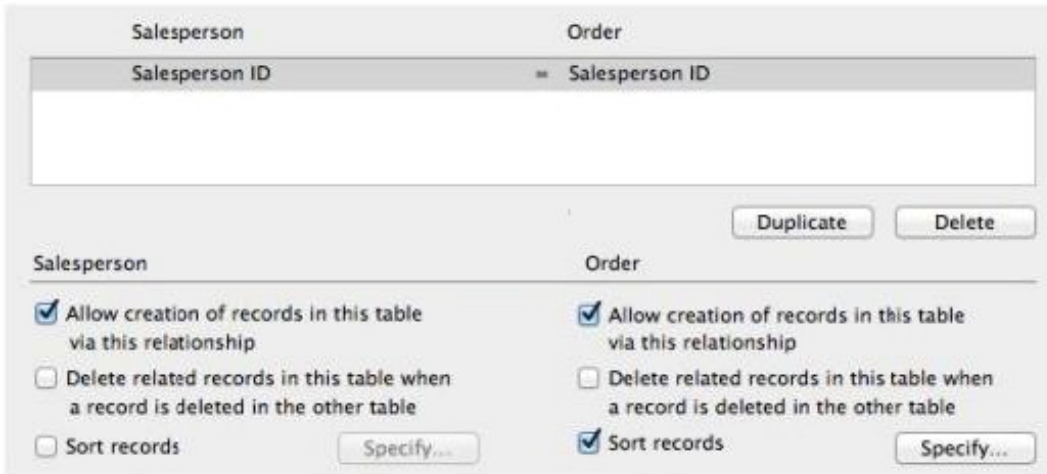 Salesperson Order
Salesperson ID = Salesperson ID
Duplicate Delete
Salesperson Order
Allow creation of records in this table
via this relationship
Allow creation of records in this table
via this relationship
Delete related records in this table when
a record is deleted in the other table
Delete related records in this table when
a record is deleted in the other table
Sort records Specify...
Sort records Specify...